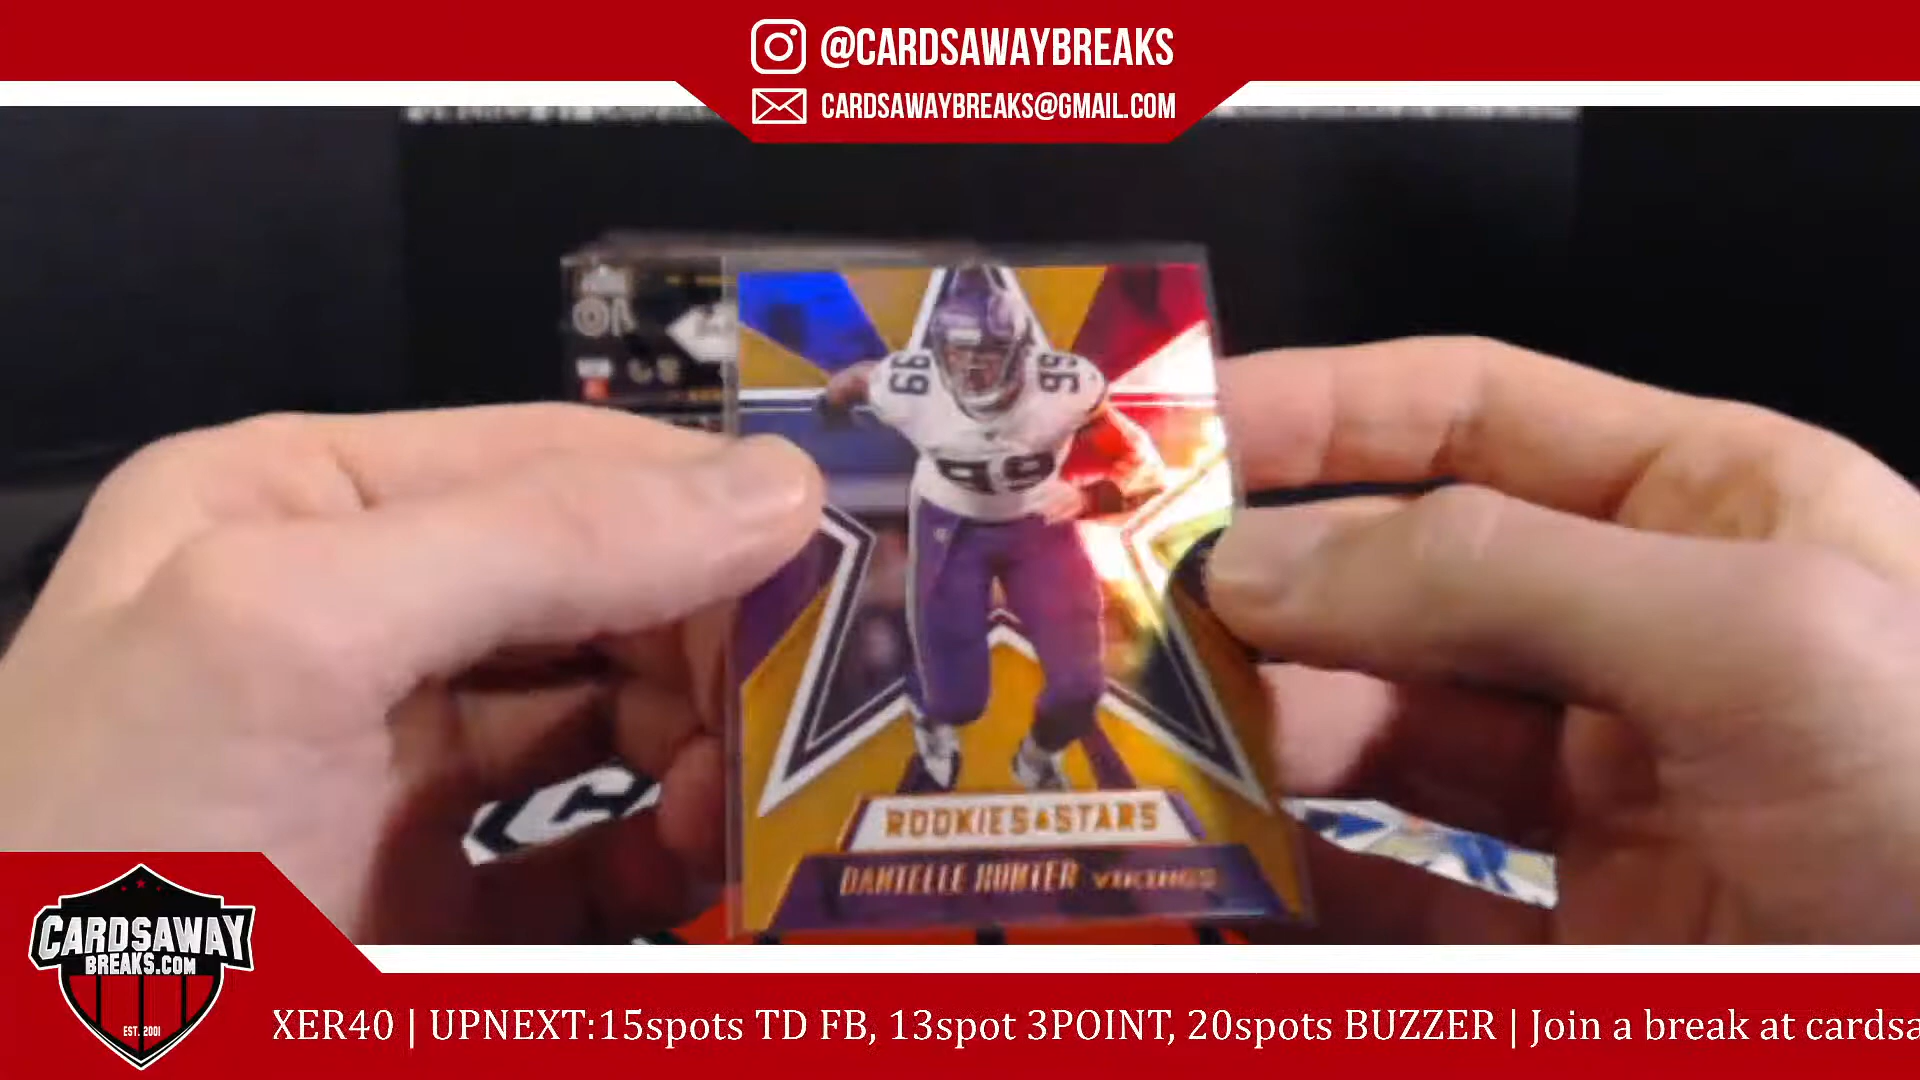 @CARDSAWAYBREAKS
CARDSAWAYBREAKS@GMAIL.COM
99 99
99
ROOKIES & STARS
DANIELLE HUNTER VIKINGS
CARDSAWAY
BREAKS.COM
EST. 2001
XER40 | UPNEXT:15spots TD FB, 13spot 3POINT, 20spots BUZZER | Join a break at cardsa